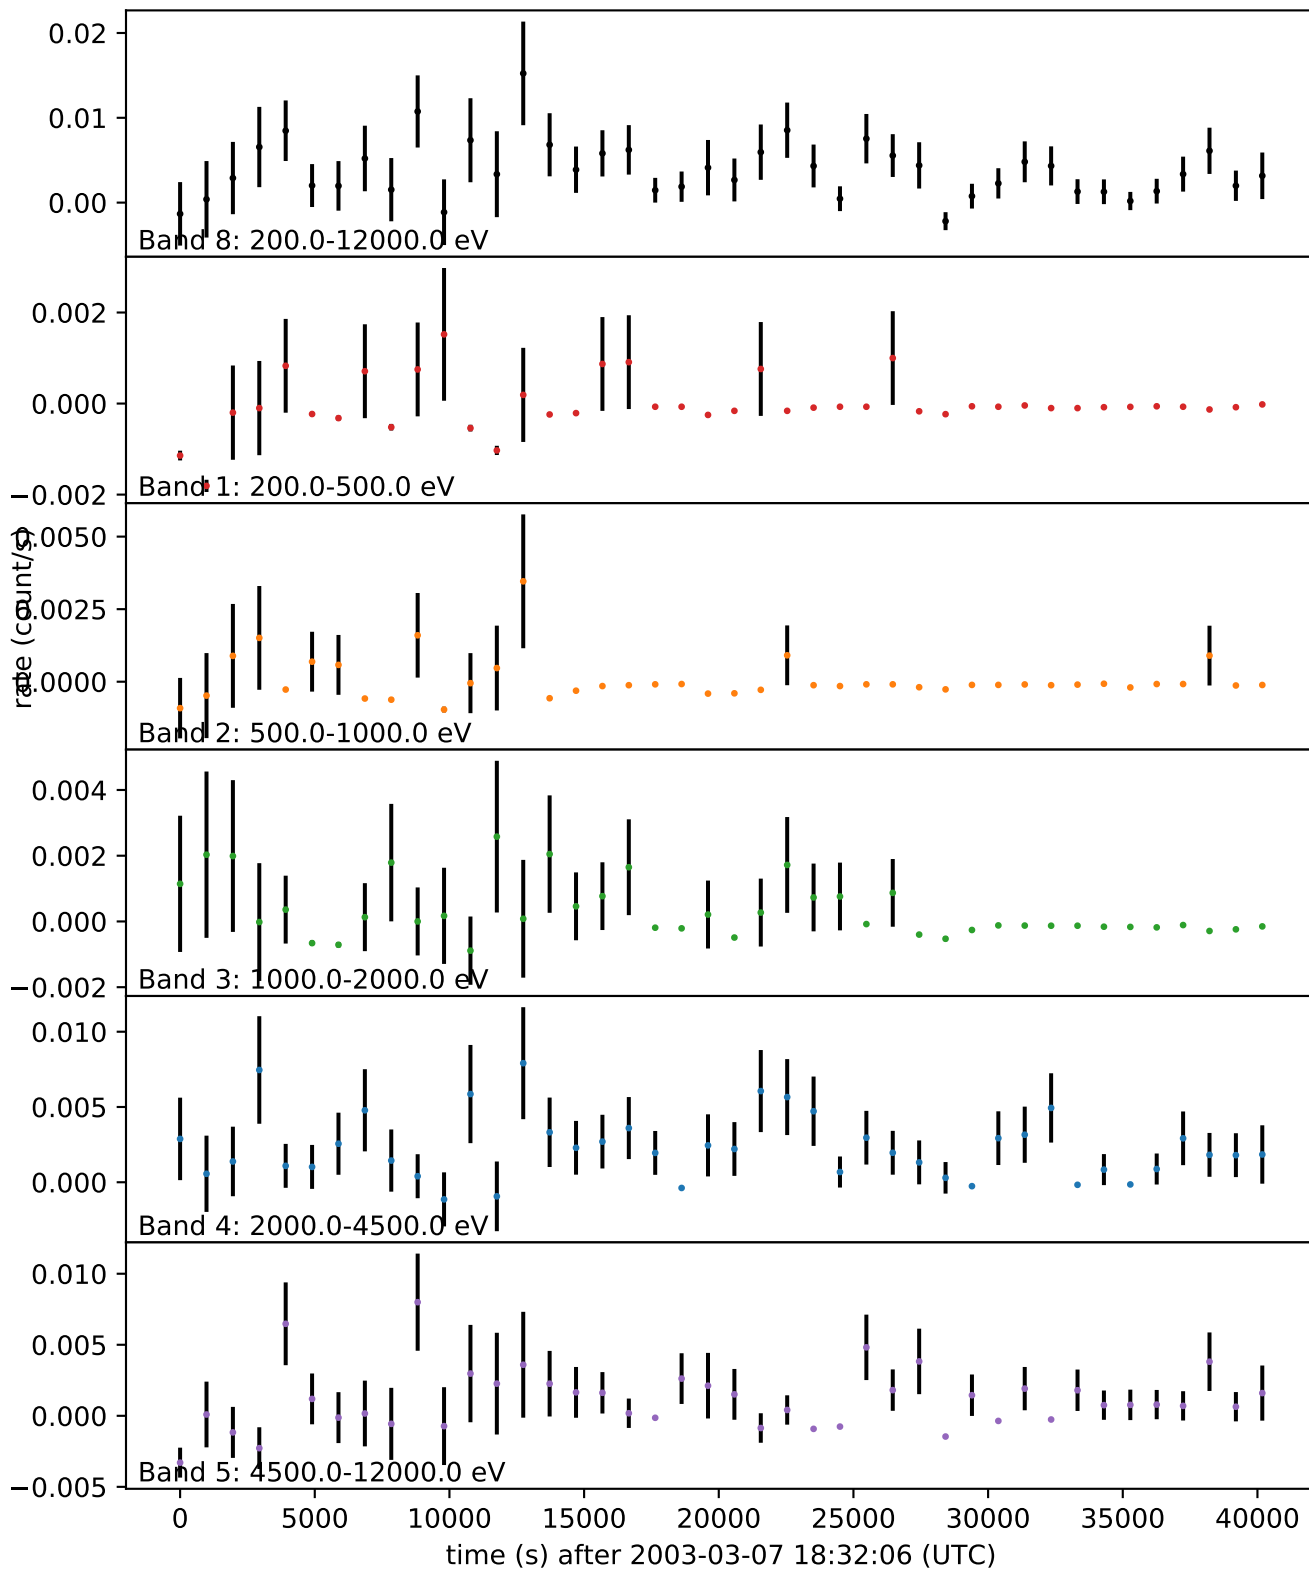 0.02
0.01
0.00
Band 8: 200.0-12000.0 eV
0.002
0.000
−0.002
Band 1: 200.0-500.0 eV
rate (count/s)
0.0050
0.0025
0.0000
Band 2: 500.0-1000.0 eV
0.004
0.002
0.000
−0.002
Band 3: 1000.0-2000.0 eV
0.010
0.005
0.000
Band 4: 2000.0-4500.0 eV
0.010
0.005
0.000
−0.005
Band 5: 4500.0-12000.0 eV
0 5000 10000 15000 20000 25000 30000 35000 40000
time (s) after 2003-03-07 18:32:06 (UTC)